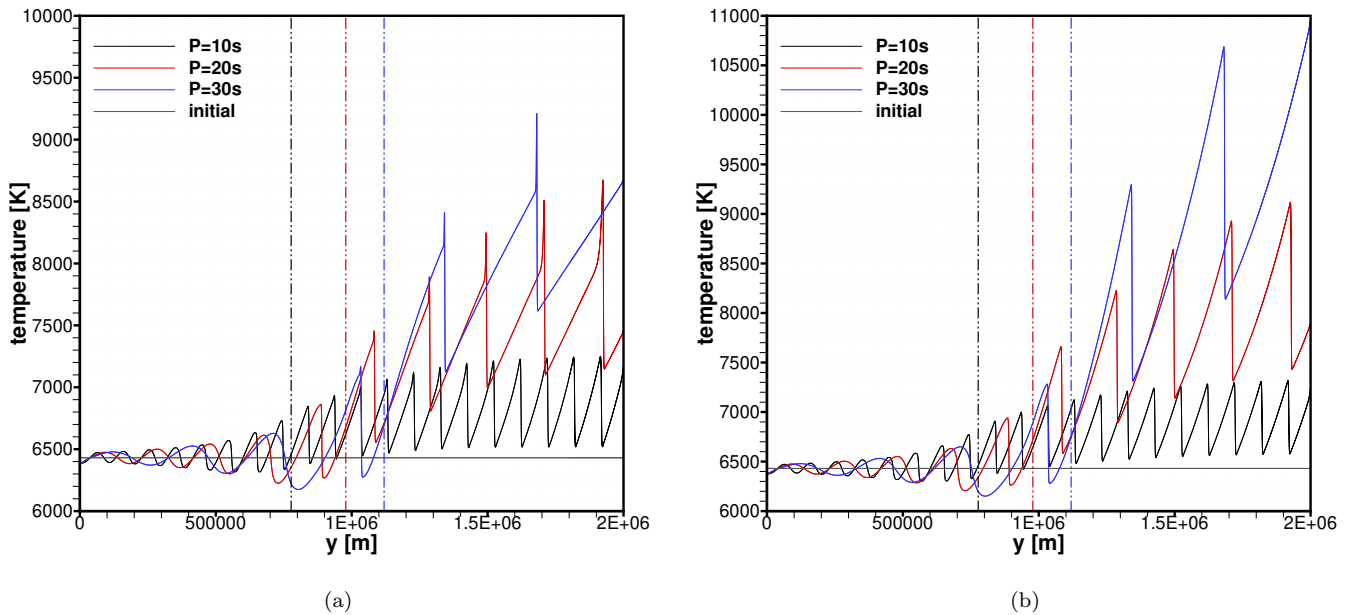 10000
9500
9000
8500
8000
7500
7000
6500
6000
temperature [K]
P=10s
P=20s
P=30s
initial
0
500000
1E+06
1.5E+06
2E+06
y [m]
(a)
11000
10500
10000
9500
9000
8500
8000
7500
7000
6500
6000
temperature [K]
P=10s
P=20s
P=30s
initial
0
500000
1E+06
1.5E+06
2E+06
y [m]
(b)